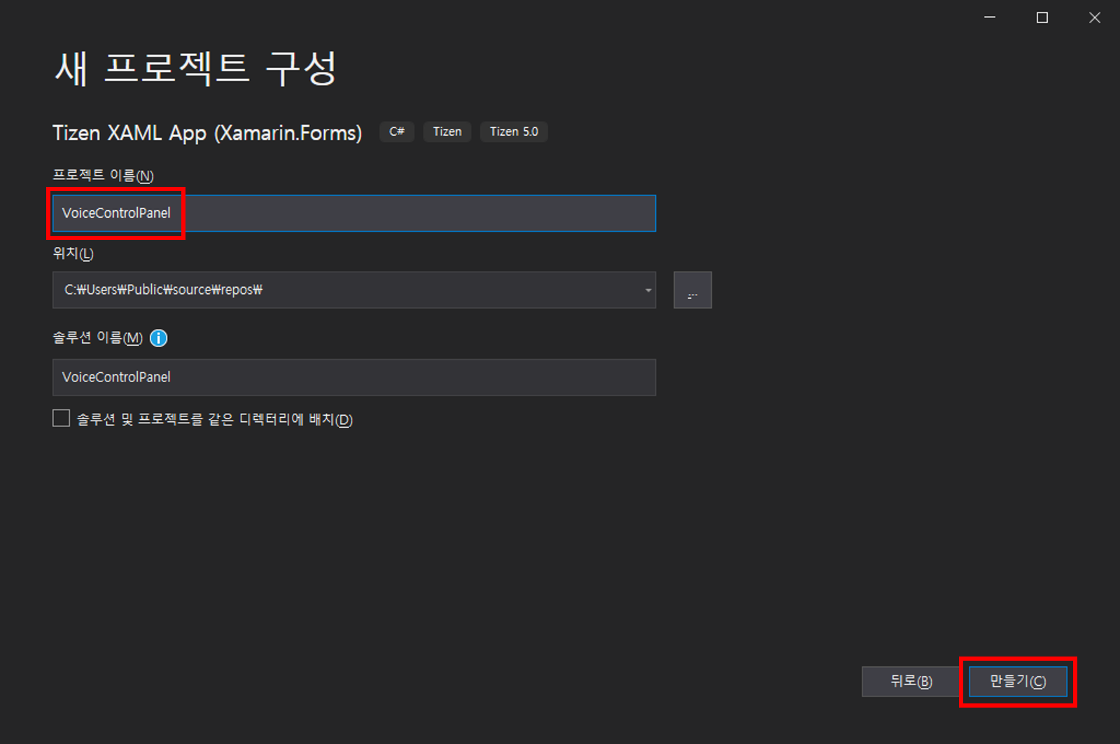 새 프로젝트 구성
Tizen XAML App (Xamarin.Forms) C# Tizen Tizen 5.0
프로젝트 이름(N)
VoiceControlPanel
위치(L)
C:₩Users₩Public₩source₩repos₩
...
솔루션 이름(M)
VoiceControlPanel
솔루션 및 프로젝트를 같은 디렉터리에 배치(D)
뒤로(B) 만들기(C)